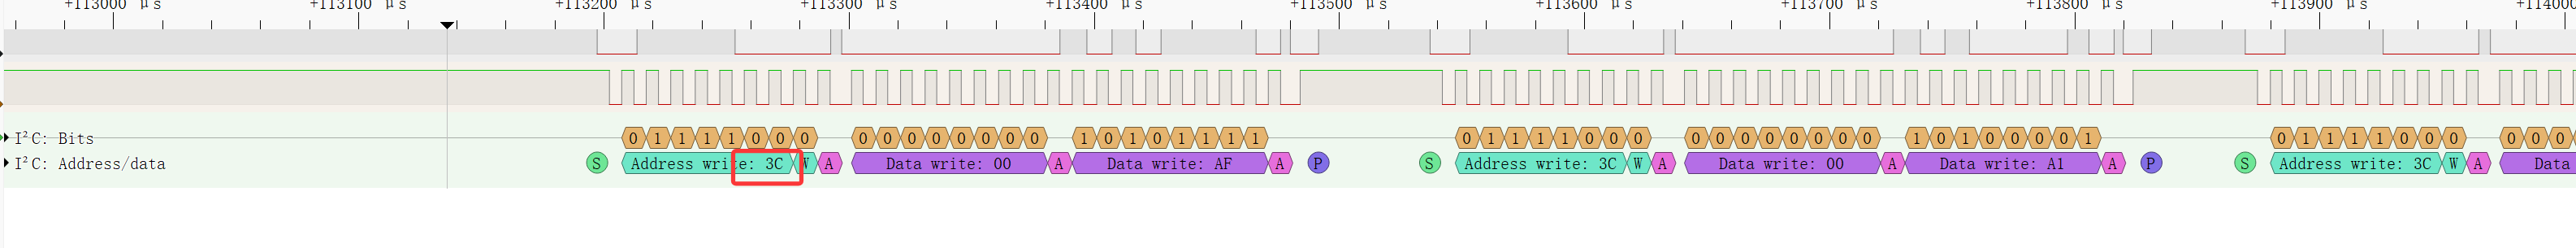 +113000 μs +113100 μs +113200 μs +113300 μs +113400 μs +113500 μs +113600 μs +113700 μs +113800 μs +113900 μs +114000
I²C: Bits 0 1 1 1 1 0 0 0 0 0 0 0 0 0 0 0 1 0 1 0 1 1 1 1 0 1 1 1 1 0 0 0 0 0 0 0 0 0 0 0 1 0 1 0 0 0 0 1 0 1 1 1 1 0 0 0 0 0 0
I²C: Address/data S Address write: 3C W A Data write: 00 A Data write: AF A P S Address write: 3C W A Data write: 00 A Data write: A1 A P S Address write: 3C W A Data